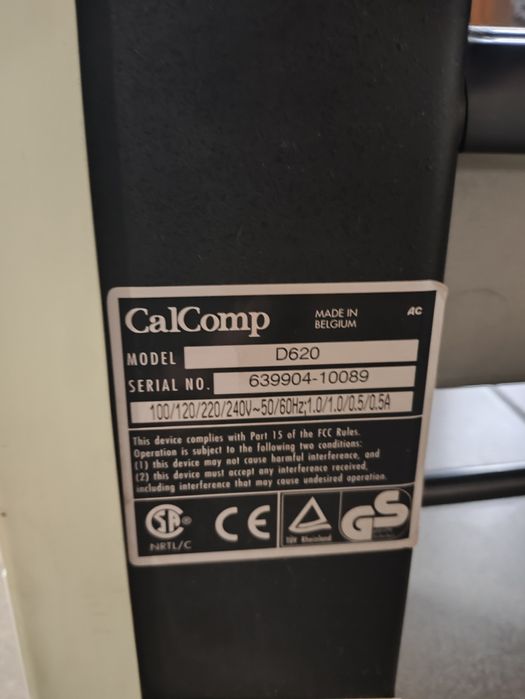 CalComp
MADE IN
BELGIUM
AC
MODEL D620
SERIAL NO. 639904-10089
100/120/220/240V~50/60Hz;1.0/1.0/0.5/0.5A
This device complies with Part 15 of the FCC Rules.
Operation is subject to the following two conditions:
(1) this device may not cause harmful interference, and
(2) this device must accept any interference received,
including interference that may cause undesired operation.
SA®
NRTL/C
CE
TÜV Rheinland
GS